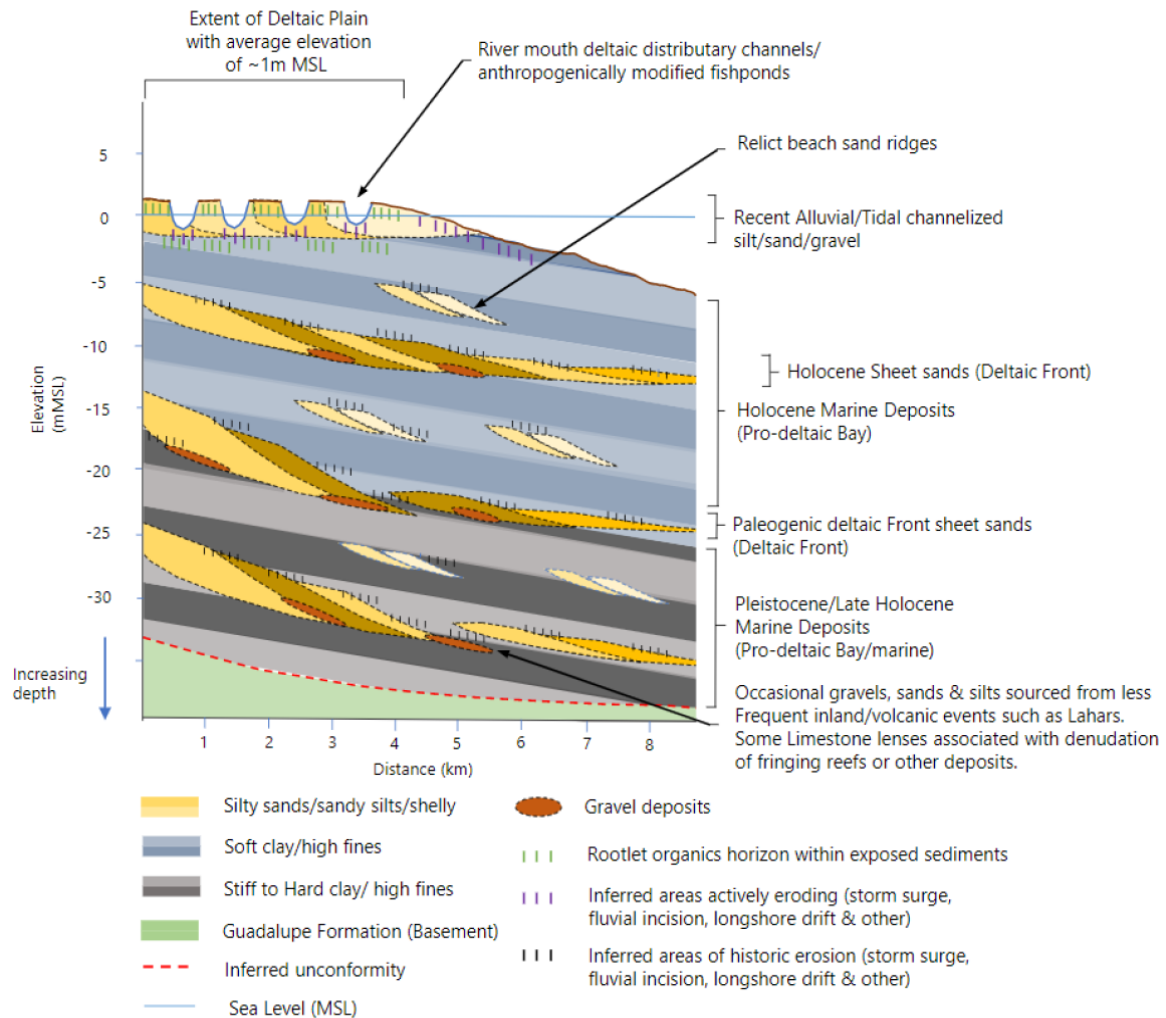 Extent of Deltaic Plain
with average elevation
of ~1m MSL
River mouth deltaic distributary channels/
anthropogenically modified fishponds
Relict beach sand ridges
Recent Alluvial/Tidal channelized
silt/sand/gravel
Holocene Sheet sands (Deltaic Front)
Holocene Marine Deposits
(Pro-deltaic Bay)
Paleogenic deltaic Front sheet sands
(Deltaic Front)
Pleistocene/Late Holocene
Marine Deposits
(Pro-deltaic Bay/marine)
Occasional gravels, sands & silts sourced from less
Frequent inland/volcanic events such as Lahars.
Some Limestone lenses associated with denudation
of fringing reefs or other deposits.
Elevation
(mMSL)
5
0
-5
-10
-15
-20
-25
-30
Increasing
depth
1 2 3 4 5 6 7 8
Distance (km)
Silty sands/sandy silts/shelly
Soft clay/high fines
Stiff to Hard clay/ high fines
Guadalupe Formation (Basement)
Inferred unconformity
Sea Level (MSL)
Gravel deposits
Rootlet organics horizon within exposed sediments
Inferred areas actively eroding (storm surge,
fluvial incision, longshore drift & other)
Inferred areas of historic erosion (storm surge,
fluvial incision, longshore drift & other)